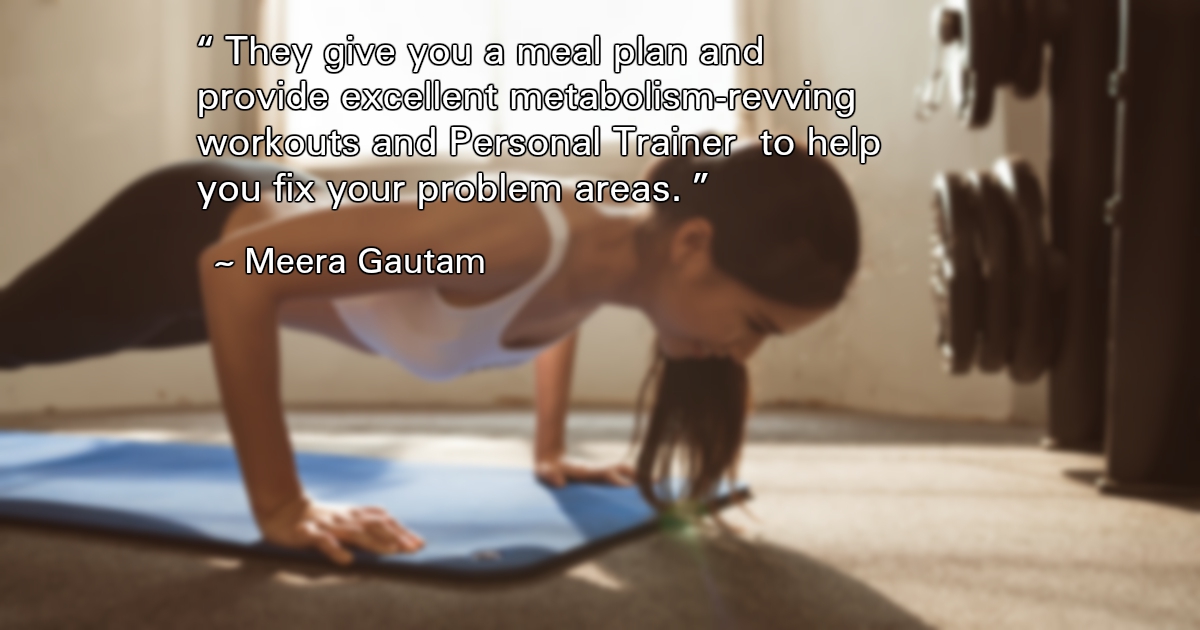 “ They give you a meal plan and
provide excellent metabolism-revving
workouts and Personal Trainer  to help
you fix your problem areas. ”
~ Meera Gautam